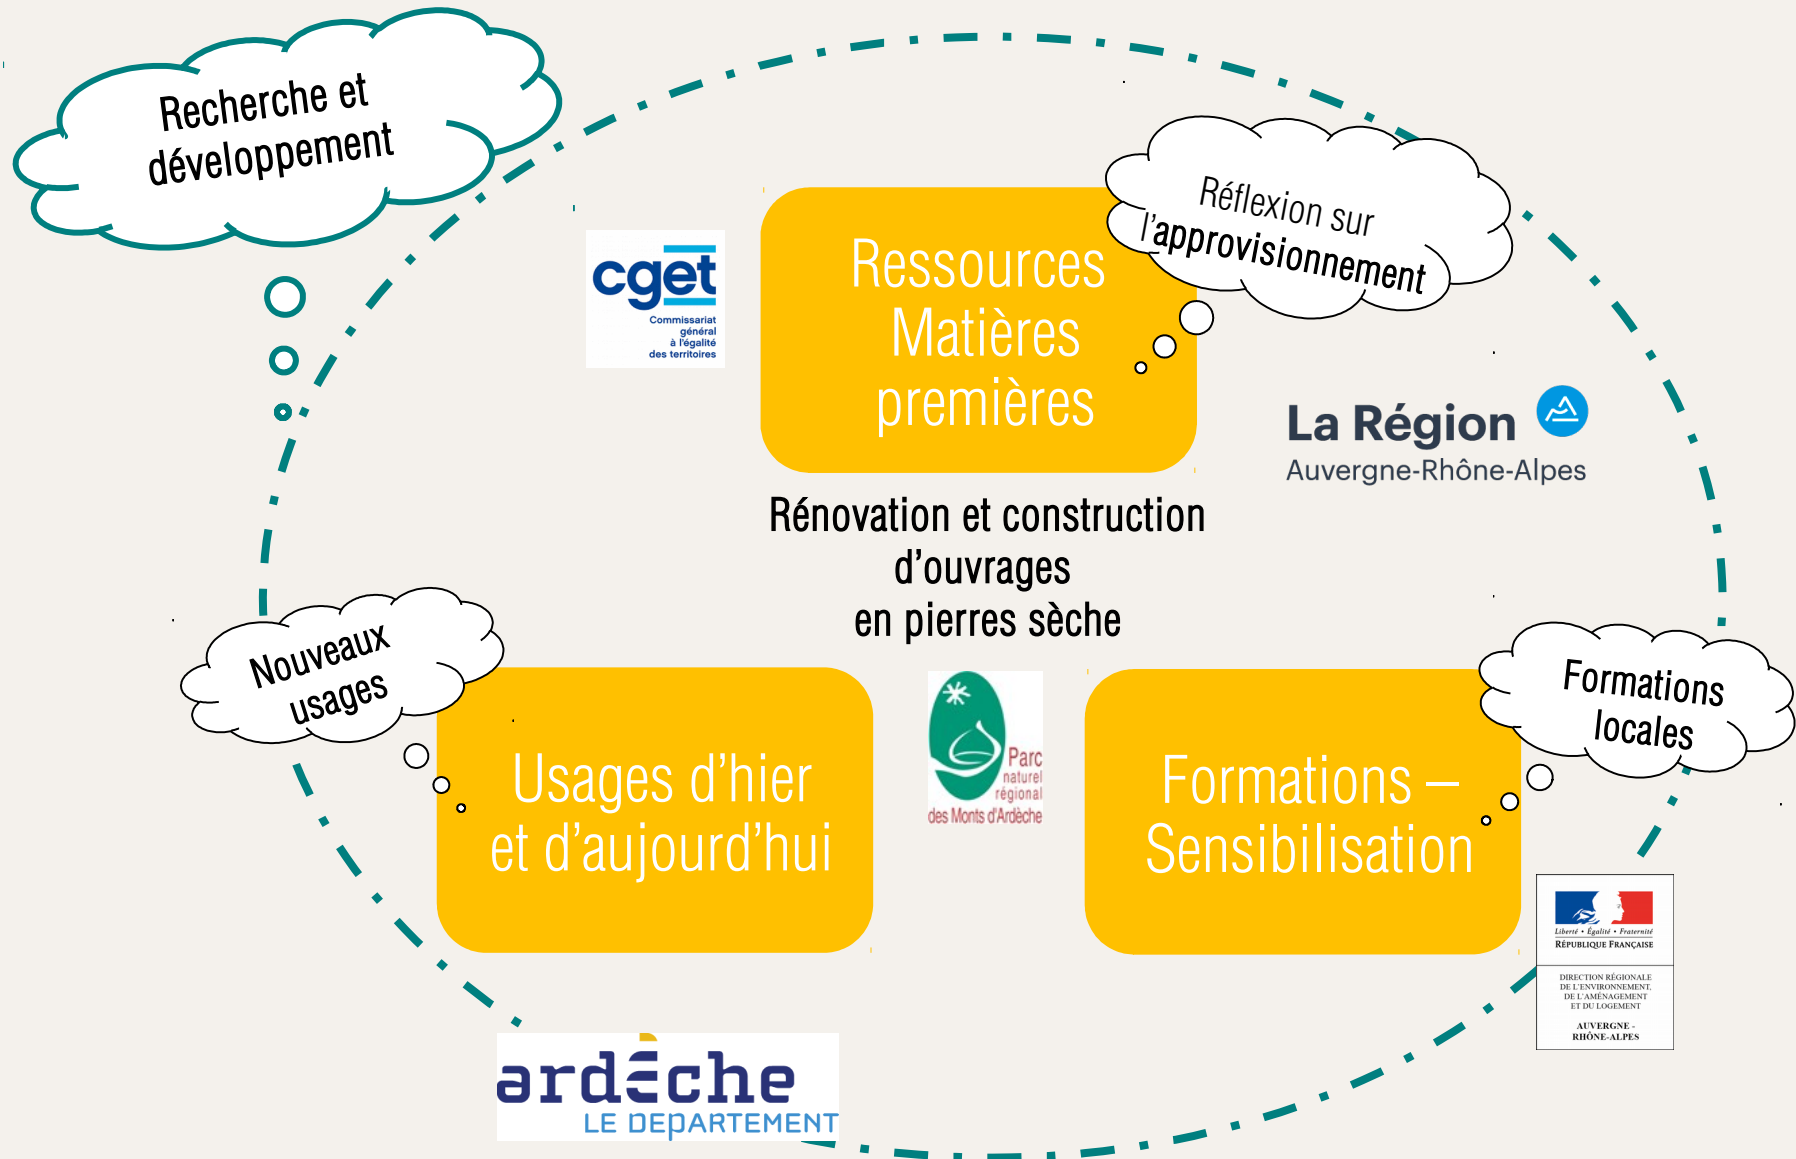 Recherche et
développement
Réflexion sur
l'approvisionnement
Ressources
Matières
premières
cget
Commissariat
général
à l'égalité
des territoires
La Région
Auvergne-Rhône-Alpes
Rénovation et construction
d'ouvrages
en pierres sèche
Nouveaux
usages
Usages d'hier
et d'aujourd'hui
Parc
naturel
régional
des Monts d'Ardèche
Formations
locales
Formations –
Sensibilisation
Liberté • Égalité • Fraternité
RÉPUBLIQUE FRANÇAISE
DIRECTION RÉGIONALE
DE L'ENVIRONNEMENT,
DE L'AMÉNAGEMENT
ET DU LOGEMENT
AUVERGNE -
RHÔNE-ALPES
ardèche
LE DEPARTEMENT